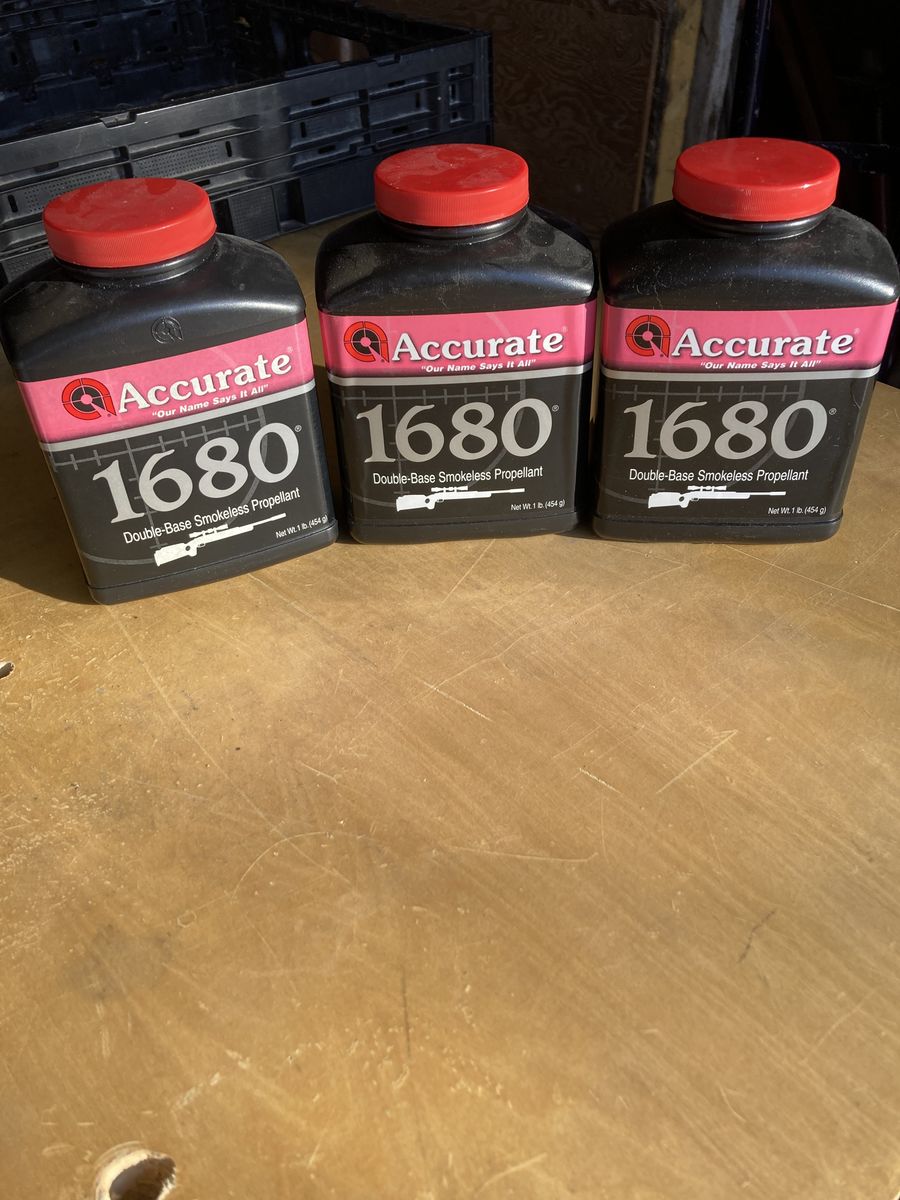 Accurate®
"Our Name Says It All"
1680®
Double-Base Smokeless Propellant
Net Wt. 1 lb. (454 g)
Accurate®
"Our Name Says It All"
1680®
Double-Base Smokeless Propellant
Net Wt. 1 lb. (454 g)
Accurate®
"Our Name Says It All"
1680®
Double-Base Smokeless Propellant
Net Wt. 1 lb. (454 g)